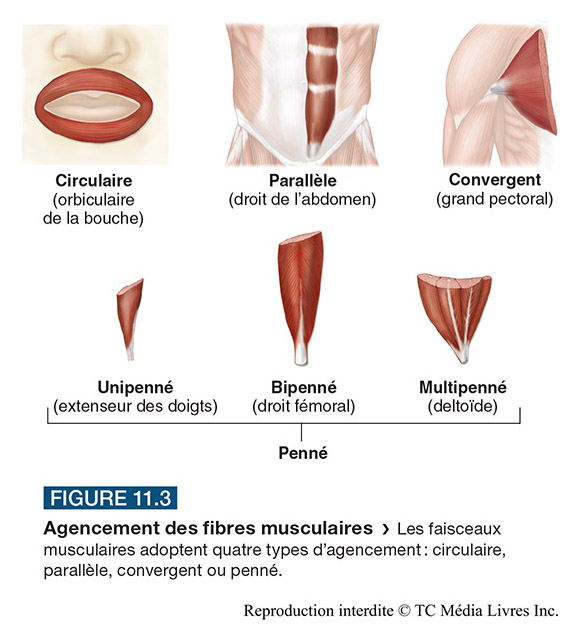 Circulaire
(orbiculaire
de la bouche)
Parallèle
(droit de l'abdomen)
Convergent
(grand pectoral)
Unipenné
(extenseur des doigts)
Bipenné
(droit fémoral)
Multipenné
(deltoïde)
Penné
FIGURE 11.3
Agencement des fibres musculaires › Les faisceaux
musculaires adoptent quatre types d'agencement : circulaire,
parallèle, convergent ou penné.
Reproduction interdite © TC Média Livres Inc.